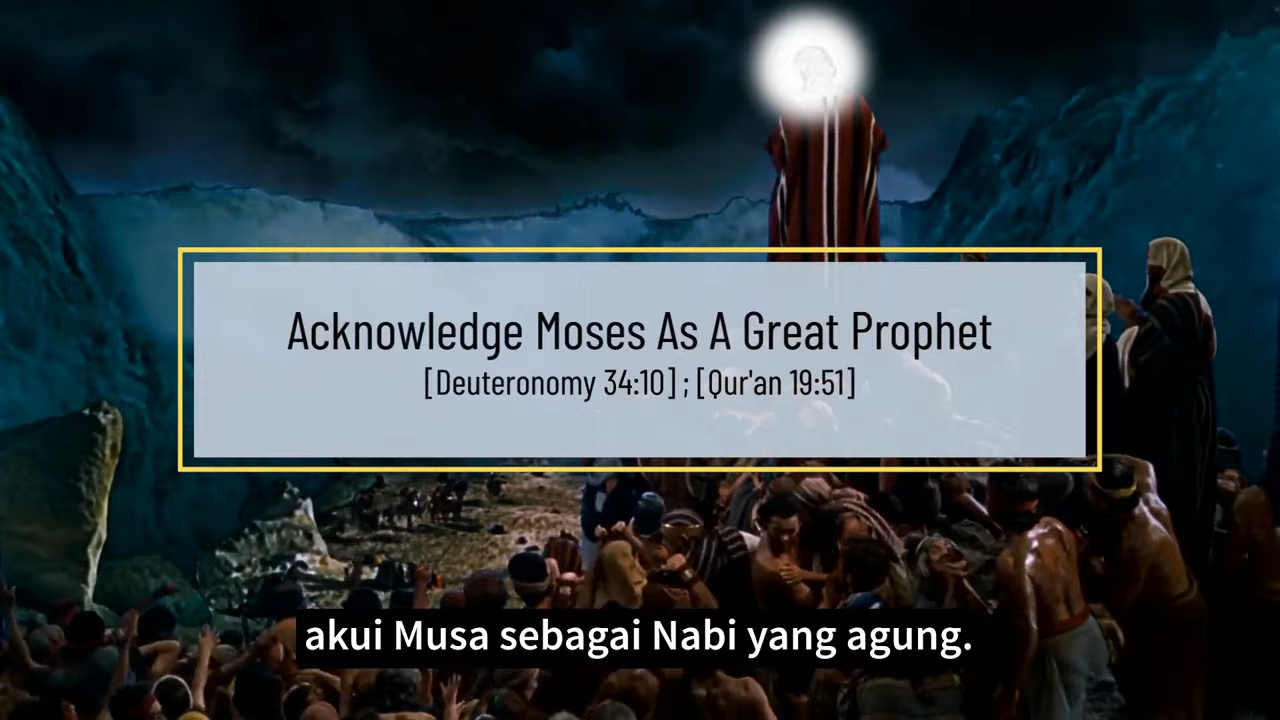 Acknowledge Moses As A Great Prophet
[Deuteronomy 34:10] ; [Qur'an 19:51]
akui Musa sebagai Nabi yang agung.